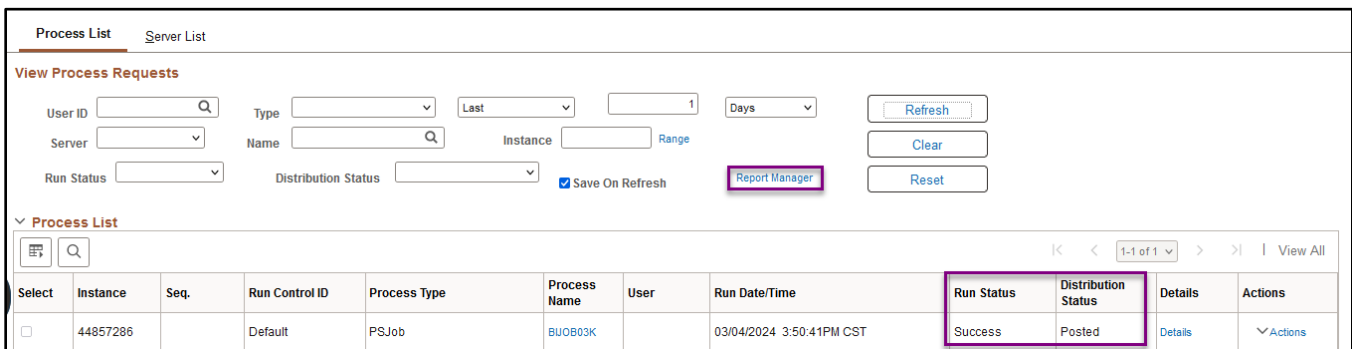 Process List Server List
View Process Requests
User ID Type Last 1 Days Refresh
Server Name Instance Range Clear
Run Status Distribution Status Save On Refresh Report Manager Reset
Process List
1-1 of 1 View All
Select Instance Seq. Run Control ID Process Type Process Name User Run Date/Time Run Status Distribution Status Details Actions
44857286 Default PSJob BIJOB03K 03/04/2024 3:50:41PM CST Success Posted Details Actions